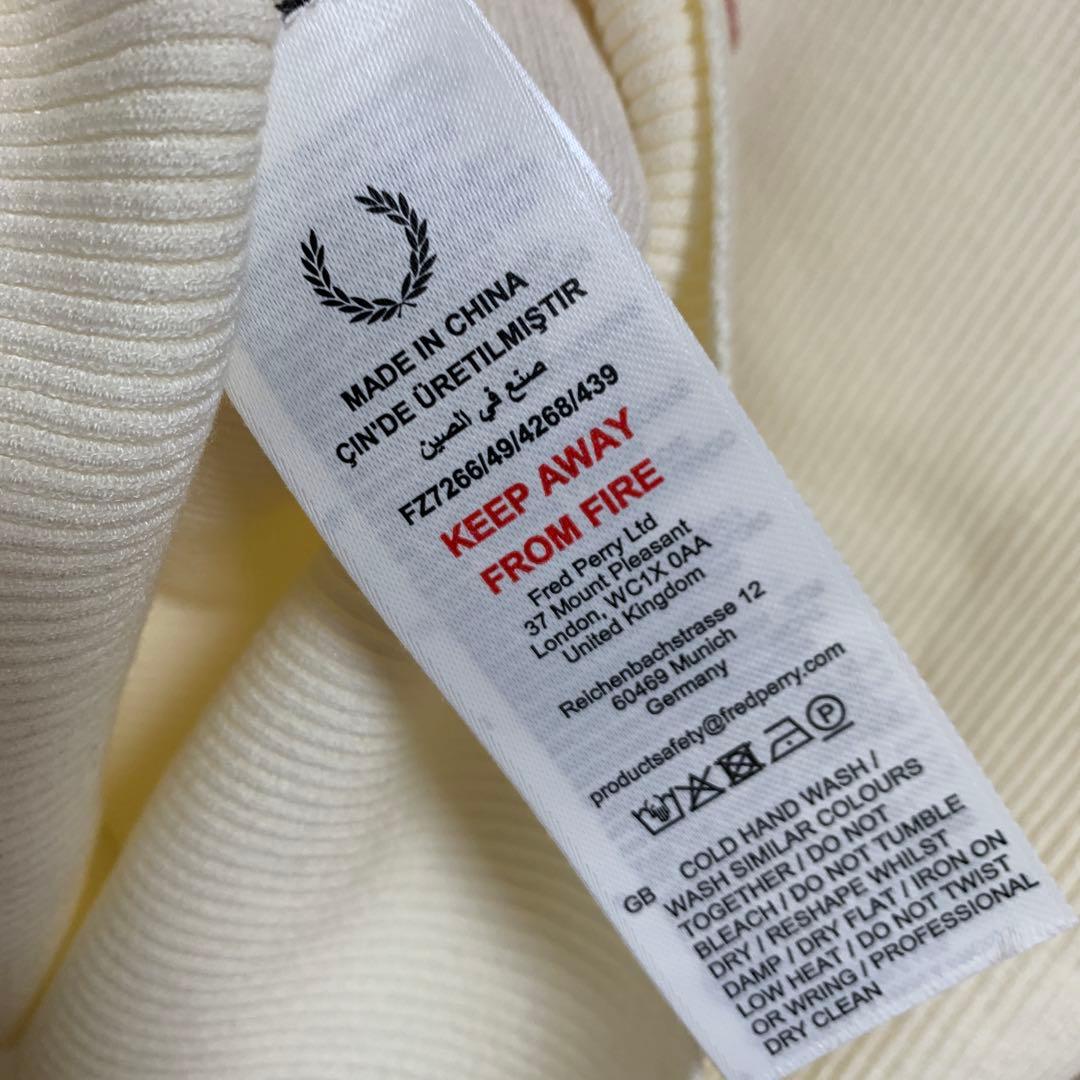 MADE IN CHINA
ÇIN'DE ÜRETILMIŞTIR
صنع في الصين
FZ7266/49/4268/439
KEEP AWAY
FROM FIRE
Fred Perry Ltd
37 Mount Pleasant
London, WC1X 0AA
United Kingdom
Reichenbachstrasse 12
60469 Munich
Germany
productsafety@fredperry.com
P
GB COLD HAND WASH /
WASH SIMILAR COLOURS
TOGETHER / DO NOT
BLEACH / DO NOT TUMBLE
DRY / RESHAPE WHILST
DAMP / DRY FLAT / IRON ON
LOW HEAT / DO NOT TWIST
OR WRING / PROFESSIONAL
DRY CLEAN